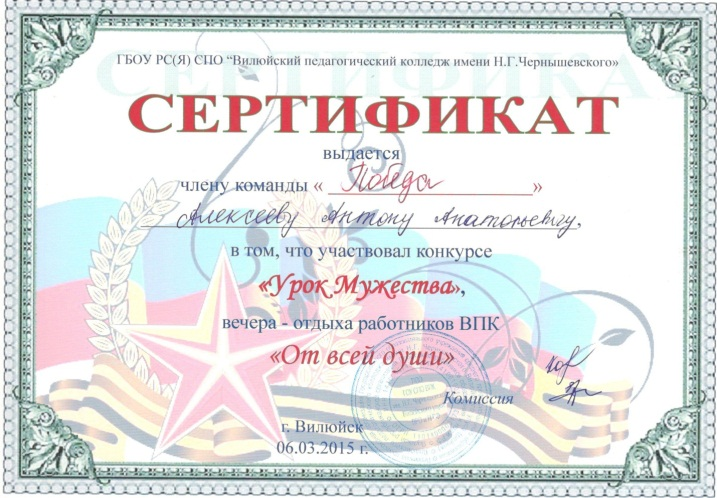 ГБОУ РС(Я) СПО “Вилюйский педагогический колледж имени Н.Г.Чернышевского»
СЕРТИФИКАТ
выдается
члену команды « Победа »
Алексееву Антону Анатольевичу,
в том, что участвовал конкурсе
«Урок Мужества»,
вечера - отдыха работников ВПК
«От всей души»
Комиссия
г. Вилюйск
06.03.2015 г.